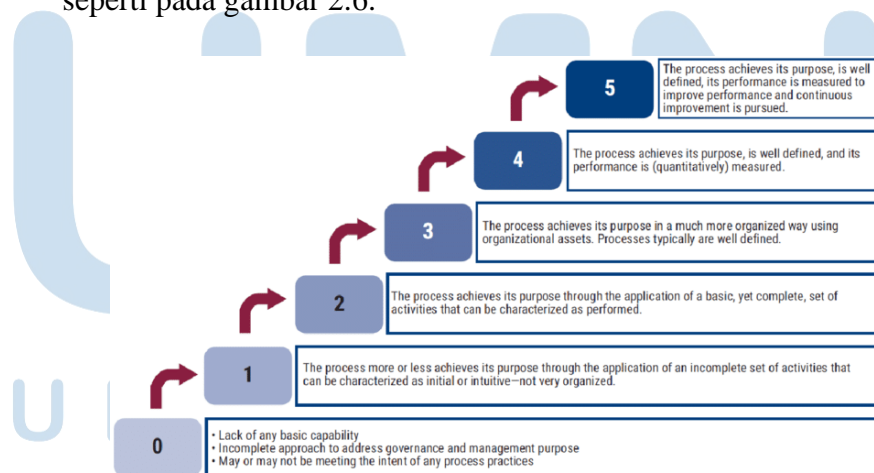 seperti pada gambar 2.6.
5
The process achieves its purpose, is well
defined, its performance is measured to
improve performance and continuous
improvement is pursued.
4
The process achieves its purpose, is well defined, and its
performance is (quantitatively) measured.
3
The process achieves its purpose in a much more organized way using
organizational assets. Processes typically are well defined.
2
The process achieves its purpose through the application of a basic, yet complete, set of
activities that can be characterized as performed.
1
The process more or less achieves its purpose through the application of an incomplete set of activities that
can be characterized as initial or intuitive—not very organized.
0
• Lack of any basic capability
• Incomplete approach to address governance and management purpose
• May or may not be meeting the intent of any process practices